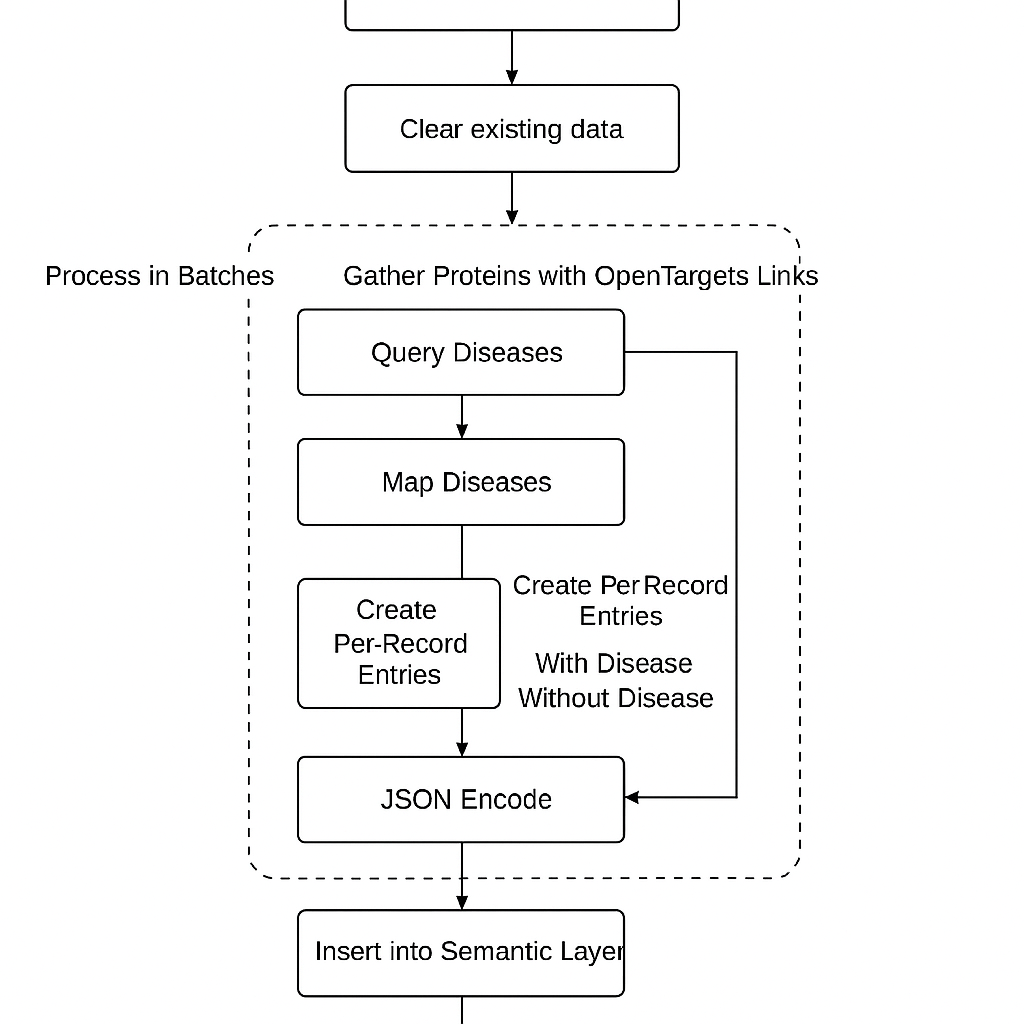 Clear existing data
Process in Batches
Gather Proteins with OpenTargets Links
Query Diseases
Map Diseases
Create
Per-Record
Entries
Create Per Record
Entries
With Disease
Without Disease
JSON Encode
Insert into Semantic Layer